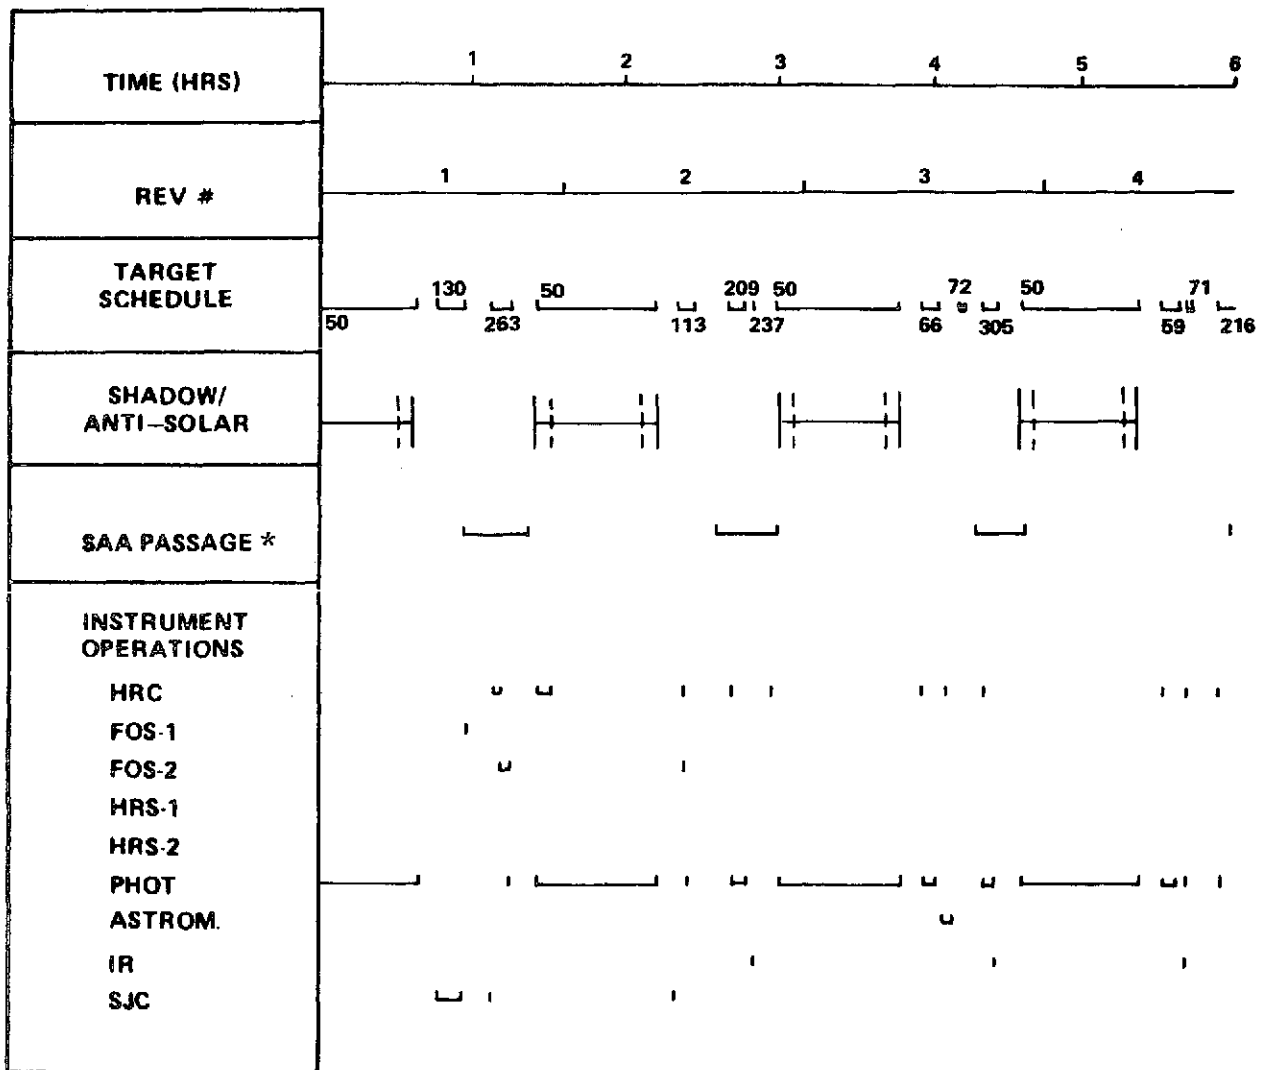 TIME (HRS)
1 2 3 4 5 6
REV #
1 2 3 4
TARGET
SCHEDULE
130 50 209 50 72 50 71
50 263 113 237 66 305 59 216
SHADOW/
ANTI-SOLAR
SAA PASSAGE *
INSTRUMENT
OPERATIONS
HRC
FOS-1
FOS-2
HRS-1
HRS-2
PHOT
ASTROM.
IR
SJC